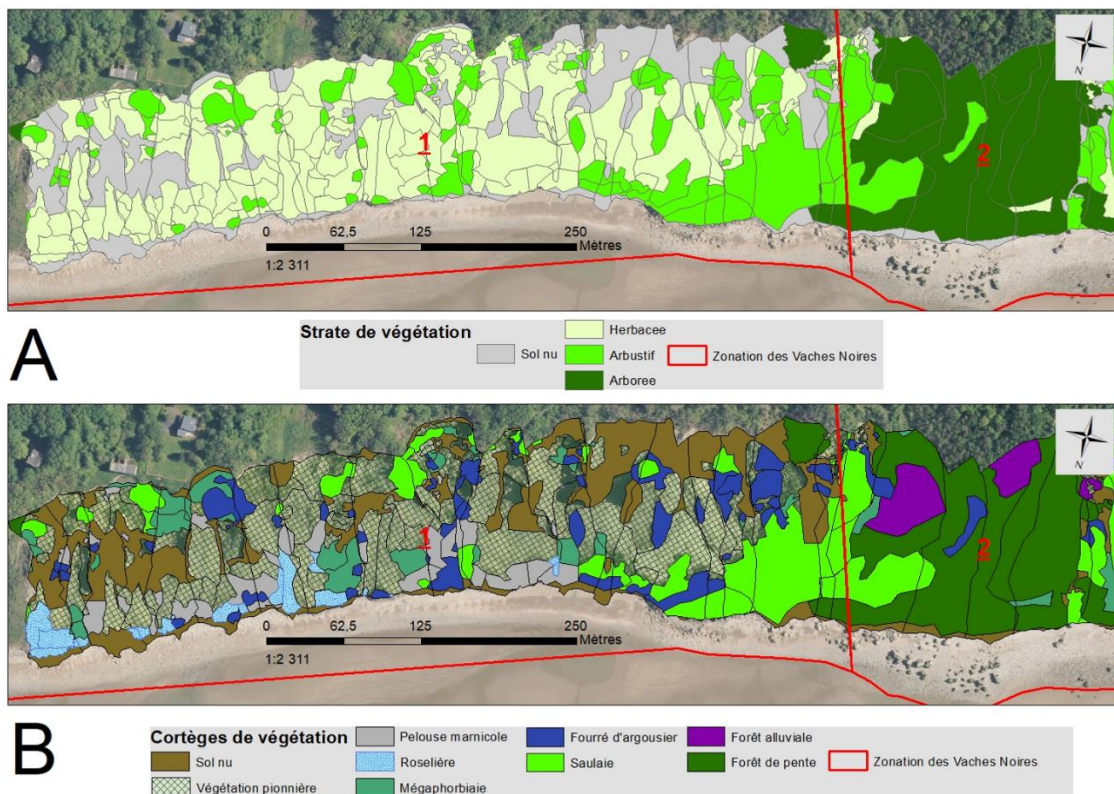 N
1
2
0 62.5 125 250
Mètres
1:2 311
A
Strate de végétation
Herbacee
Sol nu
Arbustif
Zonation des Vaches Noires
Arboree
N
1
2
0 62.5 125 250
Mètres
1:2 311
B
Cortèges de végétation
Pelouse marnicole
Fourré d'argousier
Forêt alluviale
Sol nu
Roselière
Saulaie
Forêt de pente
Zonation des Vaches Noires
Végétation pionnière
Mégaphorbiaie